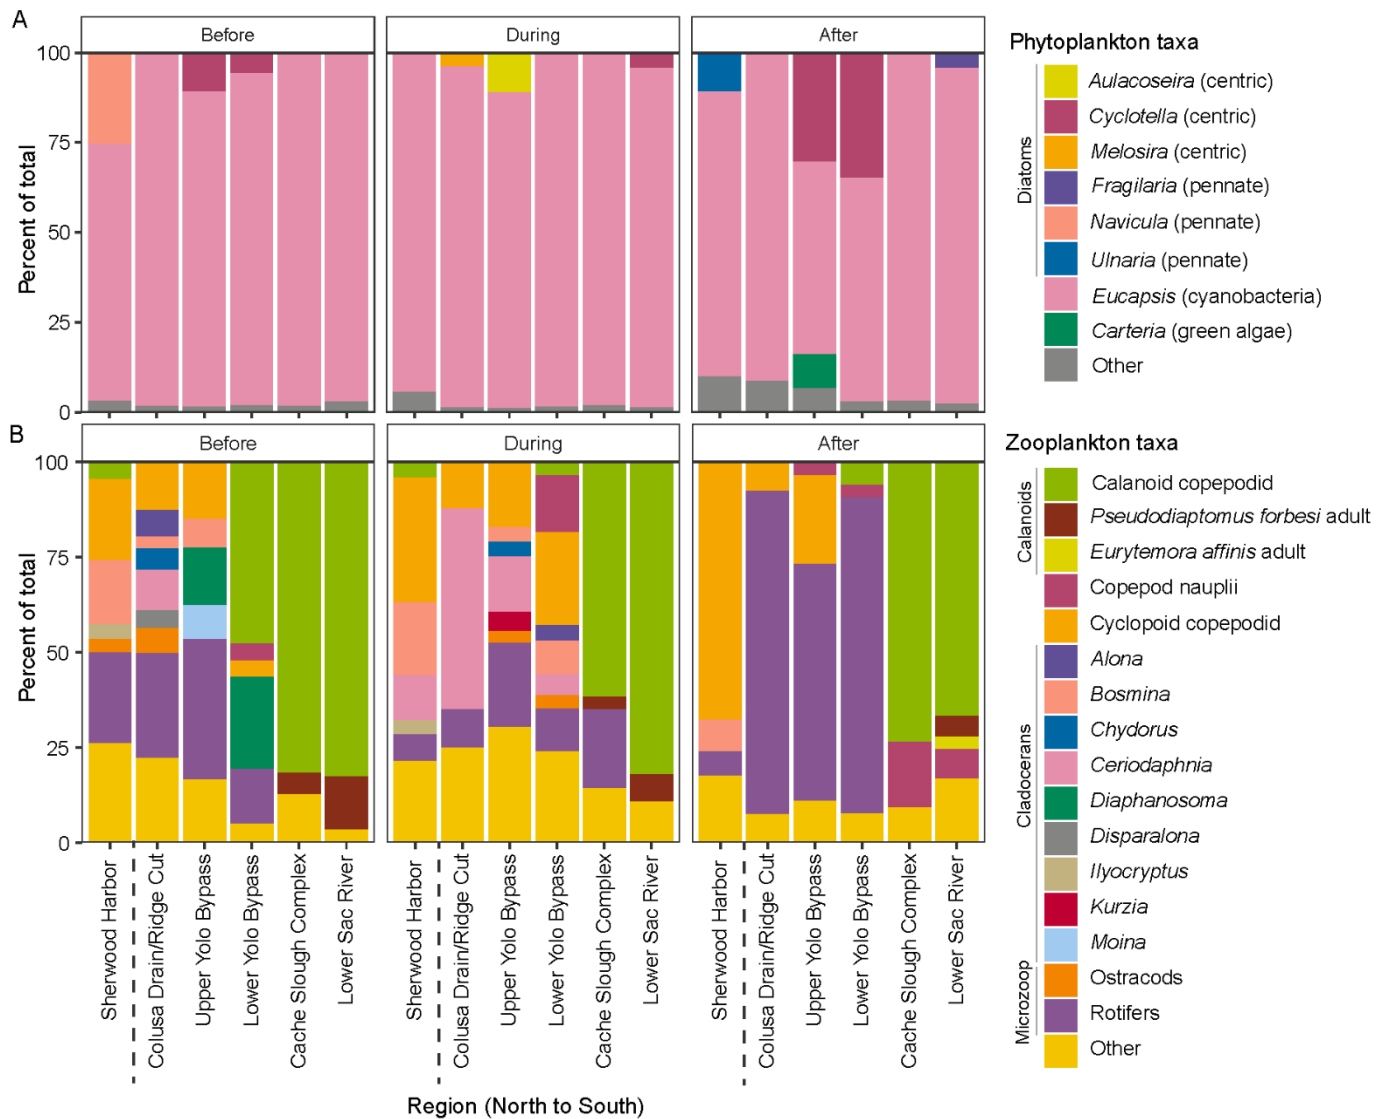 A
Before
During
After
Percent of total
100
75
50
25
0
Phytoplankton taxa
Diatoms
Aulacoseira (centric)
Cyclotella (centric)
Melosira (centric)
Fragilaria (pennate)
Navicula (pennate)
Ulnaria (pennate)
Eucapsis (cyanobacteria)
Carteria (green algae)
Other
B
Before
During
After
Percent of total
100
75
50
25
0
Sherwood Harbor
Colusa Drain/Ridge Cut
Upper Yolo Bypass
Lower Yolo Bypass
Cache Slough Complex
Lower Sac River
Sherwood Harbor
Colusa Drain/Ridge Cut
Upper Yolo Bypass
Lower Yolo Bypass
Cache Slough Complex
Lower Sac River
Sherwood Harbor
Colusa Drain/Ridge Cut
Upper Yolo Bypass
Lower Yolo Bypass
Cache Slough Complex
Lower Sac River
Region (North to South)
Zooplankton taxa
Calanoids
Calanoid copepodid
Pseudodiaptomus forbesi adult
Eurytemora affinis adult
Copepod nauplii
Cyclopoid copepodid
Cladocerans
Alona
Bosmina
Chydorus
Ceriodaphnia
Diaphanosoma
Disparalona
Ilyocryptus
Kurzia
Moina
Microzoop
Ostracods
Rotifers
Other